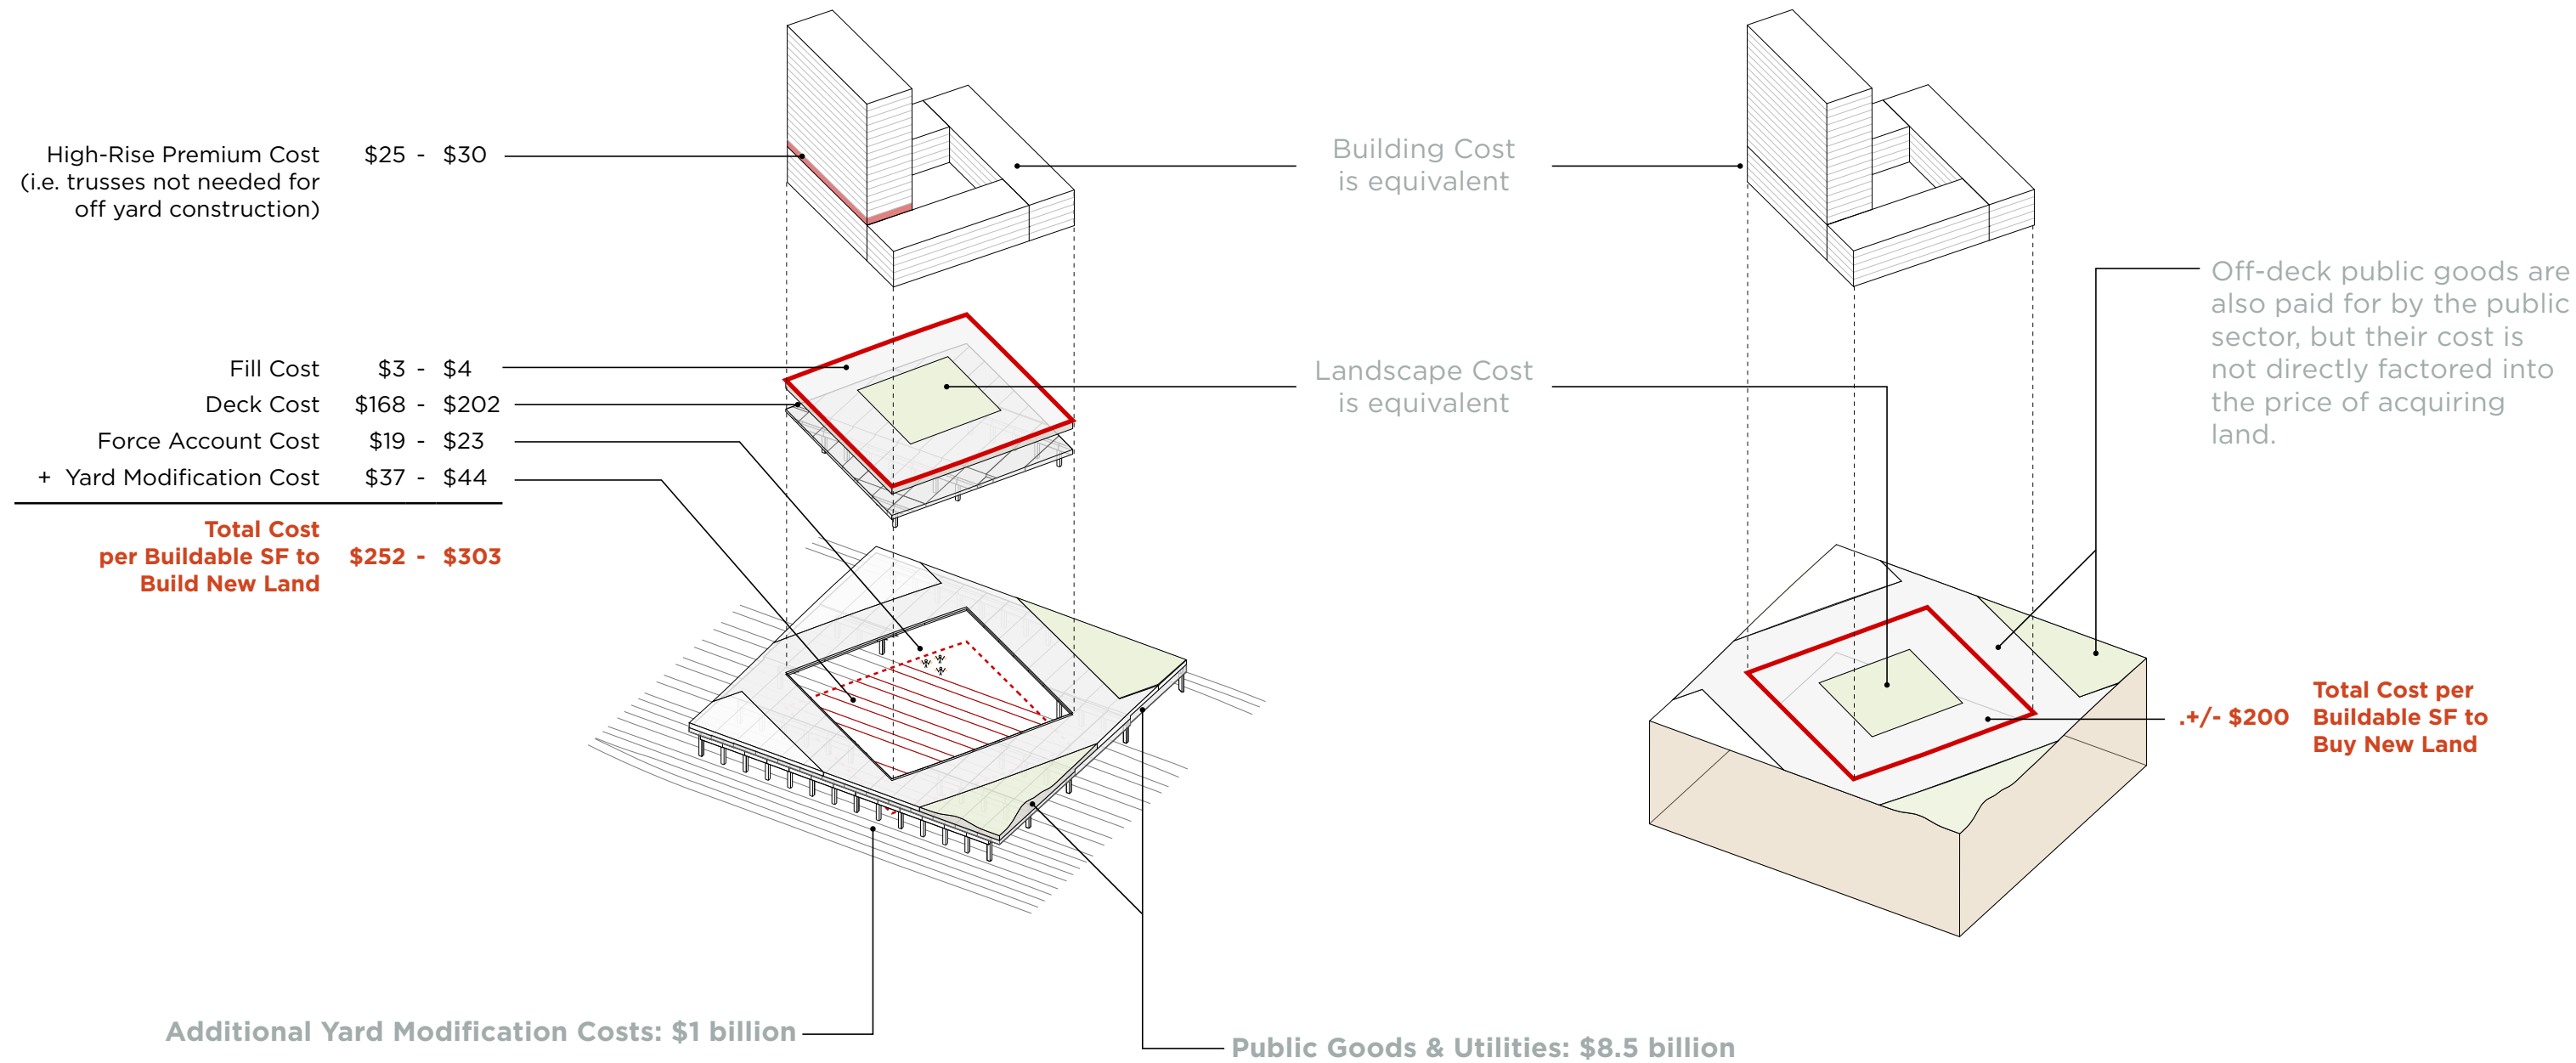 High-Rise Premium Cost $25 - $30
(i.e. trusses not needed for
off yard construction)
Fill Cost $3 - $4
Deck Cost $168 - $202
Force Account Cost $19 - $23
+ Yard Modification Cost $37 - $44
Total Cost
per Buildable SF to $252 - $303
Build New Land
Building Cost
is equivalent
Landscape Cost
is equivalent
Off-deck public goods are
also paid for by the public
sector, but their cost is
not directly factored into
the price of acquiring
land.
Total Cost per
.+/- $200 Buildable SF to
Buy New Land
Additional Yard Modification Costs: $1 billion
Public Goods & Utilities: $8.5 billion